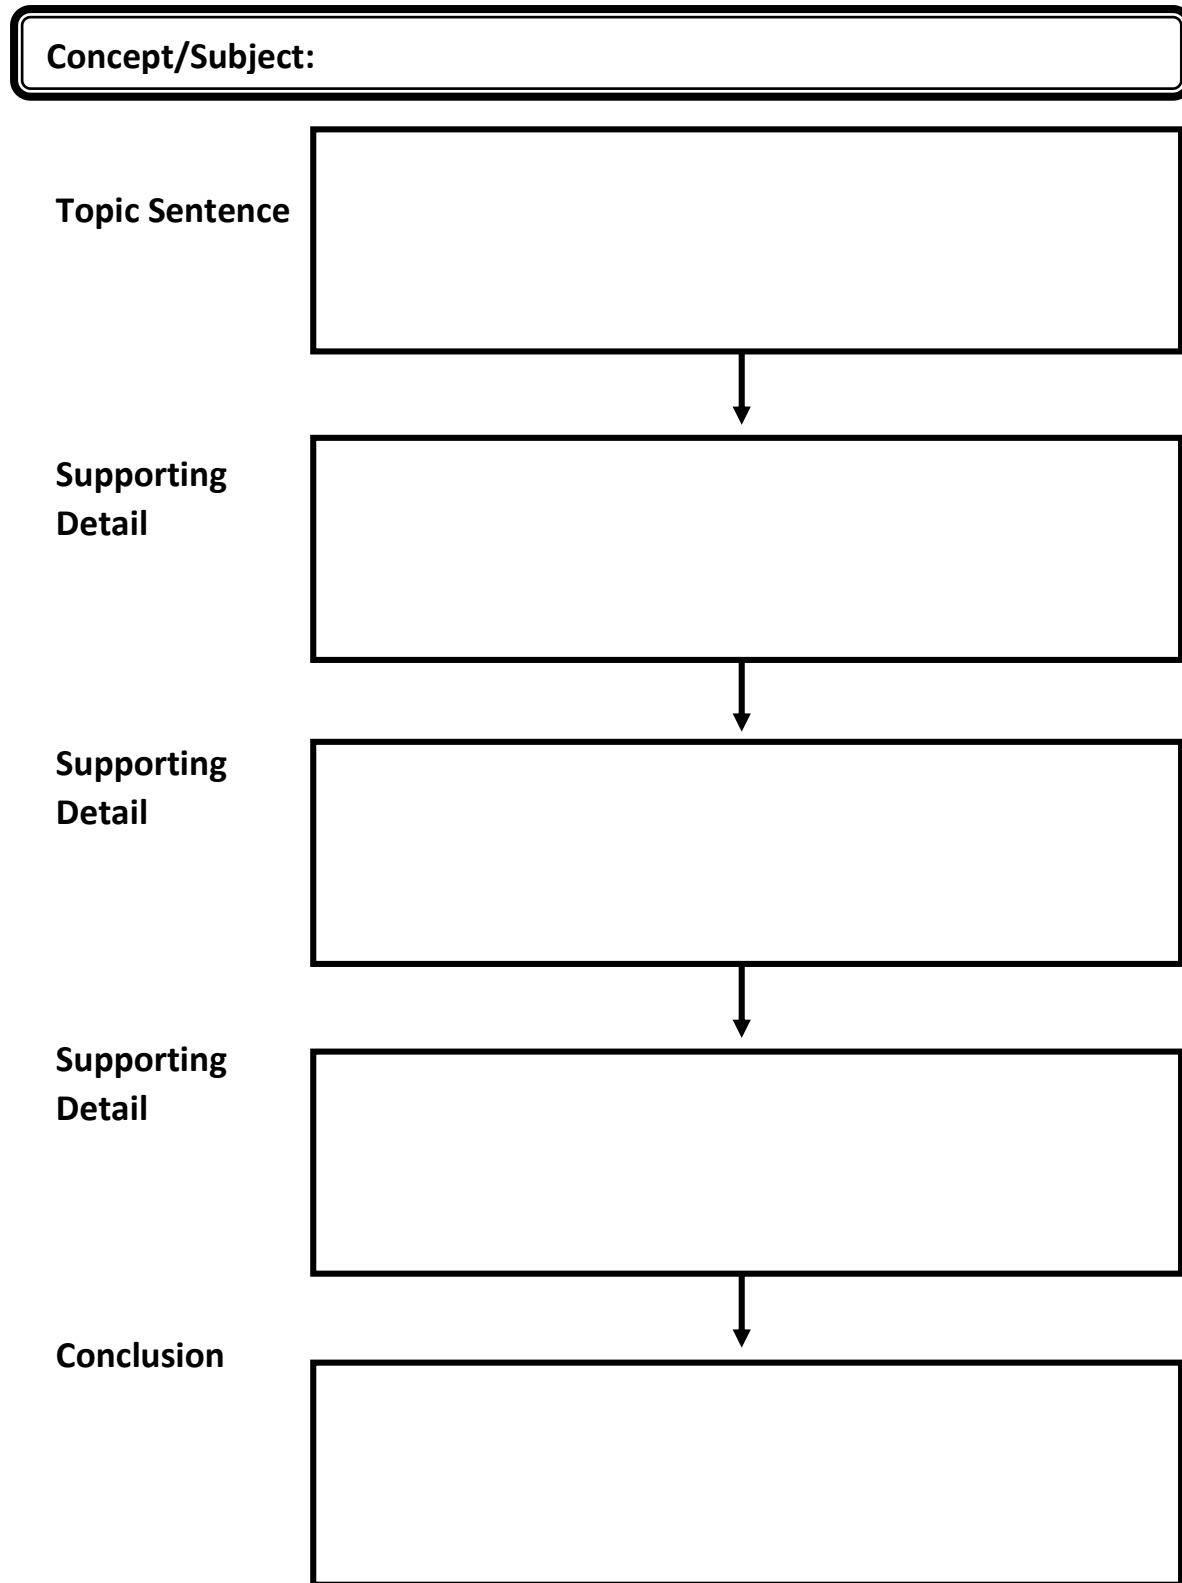 Concept/Subject:
Topic Sentence
Supporting
Detail
Supporting
Detail
Supporting
Detail
Conclusion